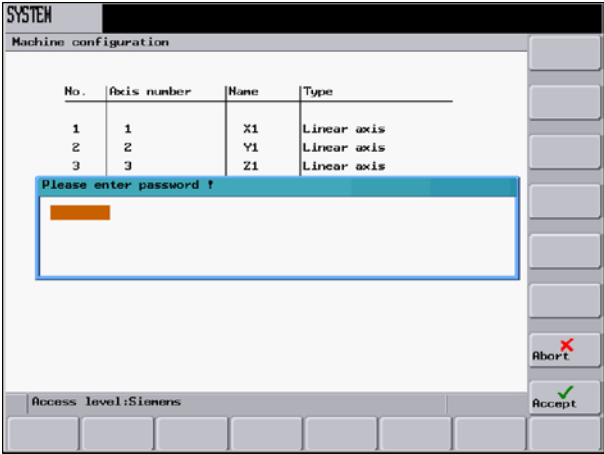 SYSTEM
Machine configuration
No. Axis number Name Type
1 1 X1 Linear axis
2 2 Y1 Linear axis
3 3 Z1 Linear axis
Please enter password !
Abort
Access level:Siemens
Accept